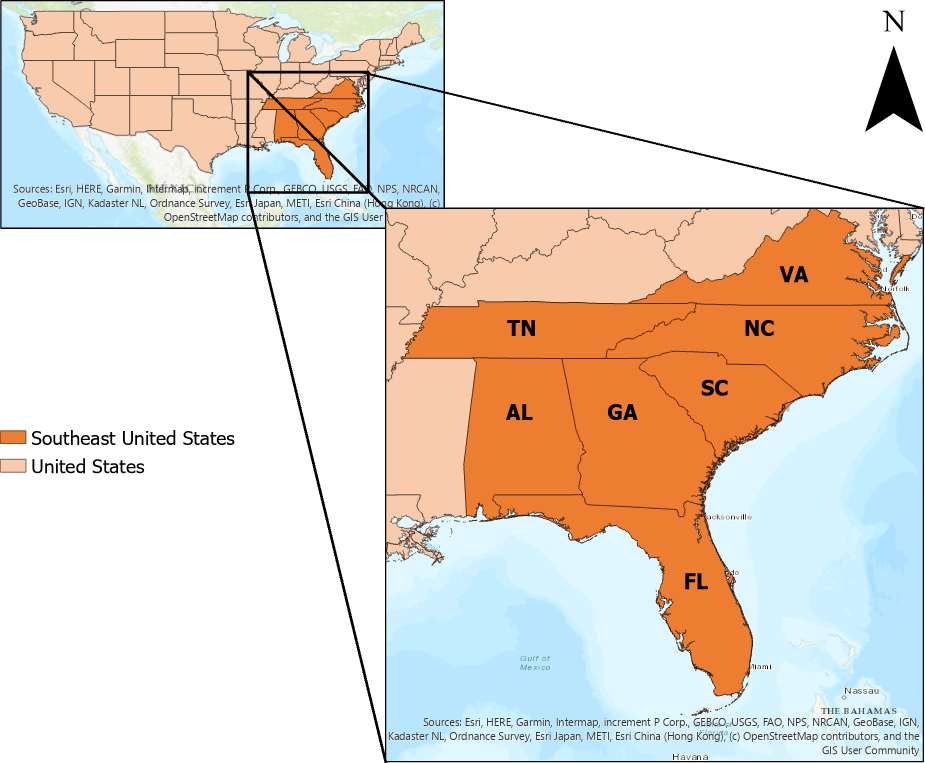 N
Sources: Esri, HERE, Garmin, Intermap, increment P Corp., GEBCO, USGS, FAO, NPS, NRCAN,
GeoBase, IGN, Kadaster NL, Ordnance Survey, Esri Japan, METI, Esri China (Hong Kong), (c)
OpenStreetMap contributors, and the GIS User
VA
Norfolk
TN
NC
SC
AL
GA
Southeast United States
United States
acksonville
do
FL
Gulf of
Mexico
Miami
Nassau
THE BAHAMAS
Sources: Esri, HERE, Garmin, Intermap, increment P Corp., GEBCO, USGS, FAO, NPS, NRCAN, GeoBase, IGN,
Kadaster NL, Ordnance Survey, Esri Japan, METI, Esri China (Hong Kong), (c) OpenStreetMap contributors, and the
GIS User Community
Havana